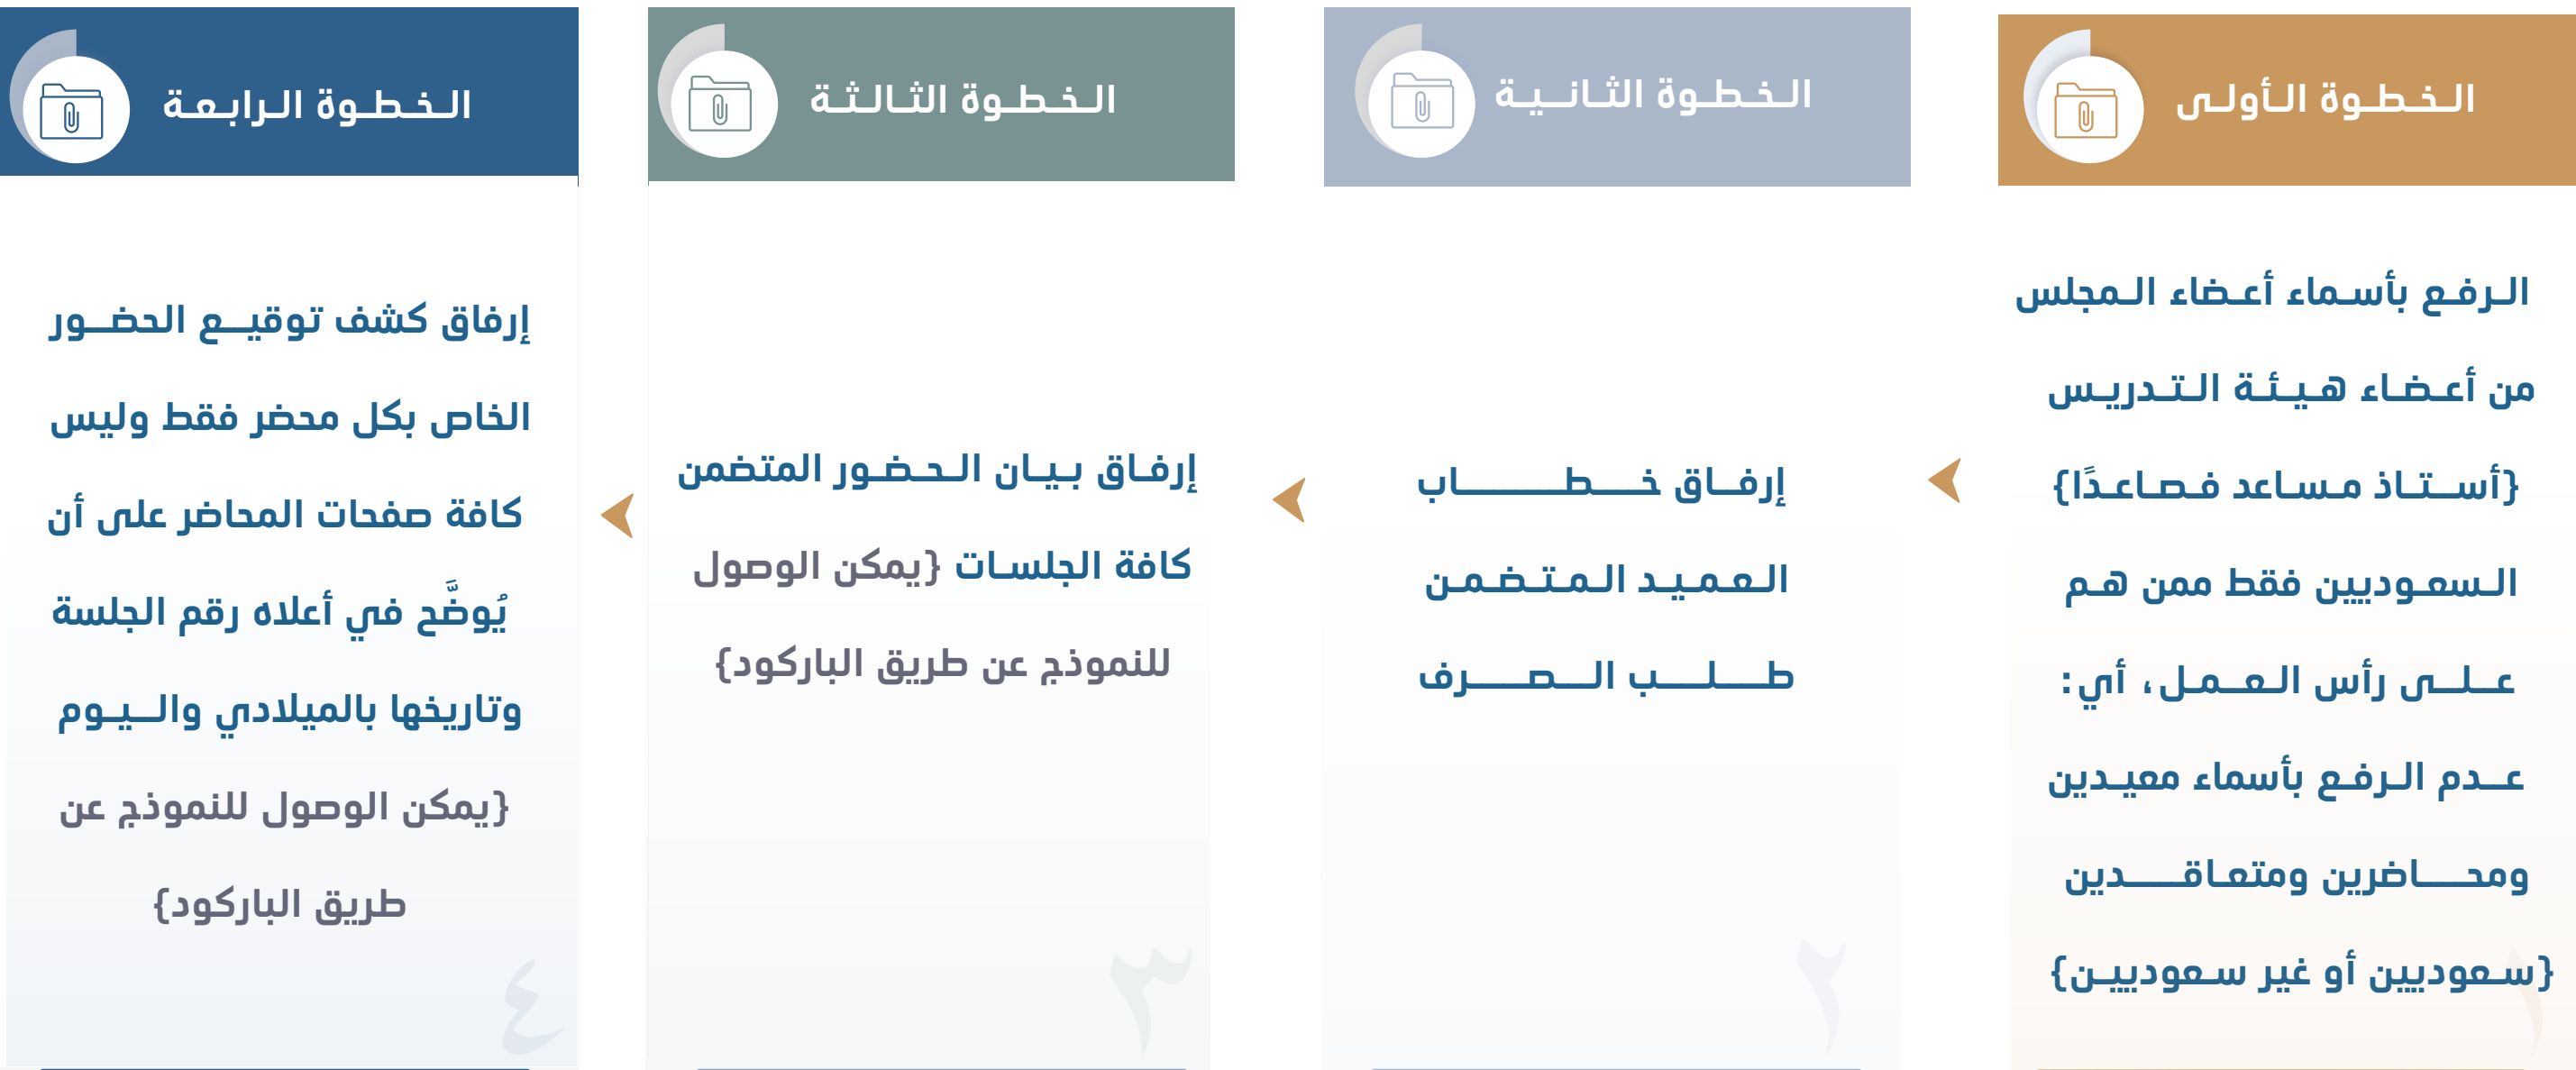 الخطوة الأولى
الرفع بأسماء أعضاء المجلس
من أعضاء هيئة التدريس
{أستاذ مساعد فصاعدًا}
السعوديين فقط ممن هم
على رأس العمل، أي:
عدم الرفع بأسماء معيدين
ومحاضرين ومتعاقدين
{سعوديين أو غير سعوديين}
١
الخطوة الثانية
إرفاق خطاب
العميد المتضمن
طلب الصرف
٢
الخطوة الثالثة
إرفاق بيان الحضور المتضمن
كافة الجلسات {يمكن الوصول
للنموذج عن طريق الباركود}
٣
الخطوة الرابعة
إرفاق كشف توقيع الحضور
الخاص بكل محضر فقط وليس
كافة صفحات المحاضر على أن
يُوضَّح في أعلاه رقم الجلسة
وتاريخها بالميلادي واليوم
{يمكن الوصول للنموذج عن
طريق الباركود}
٤